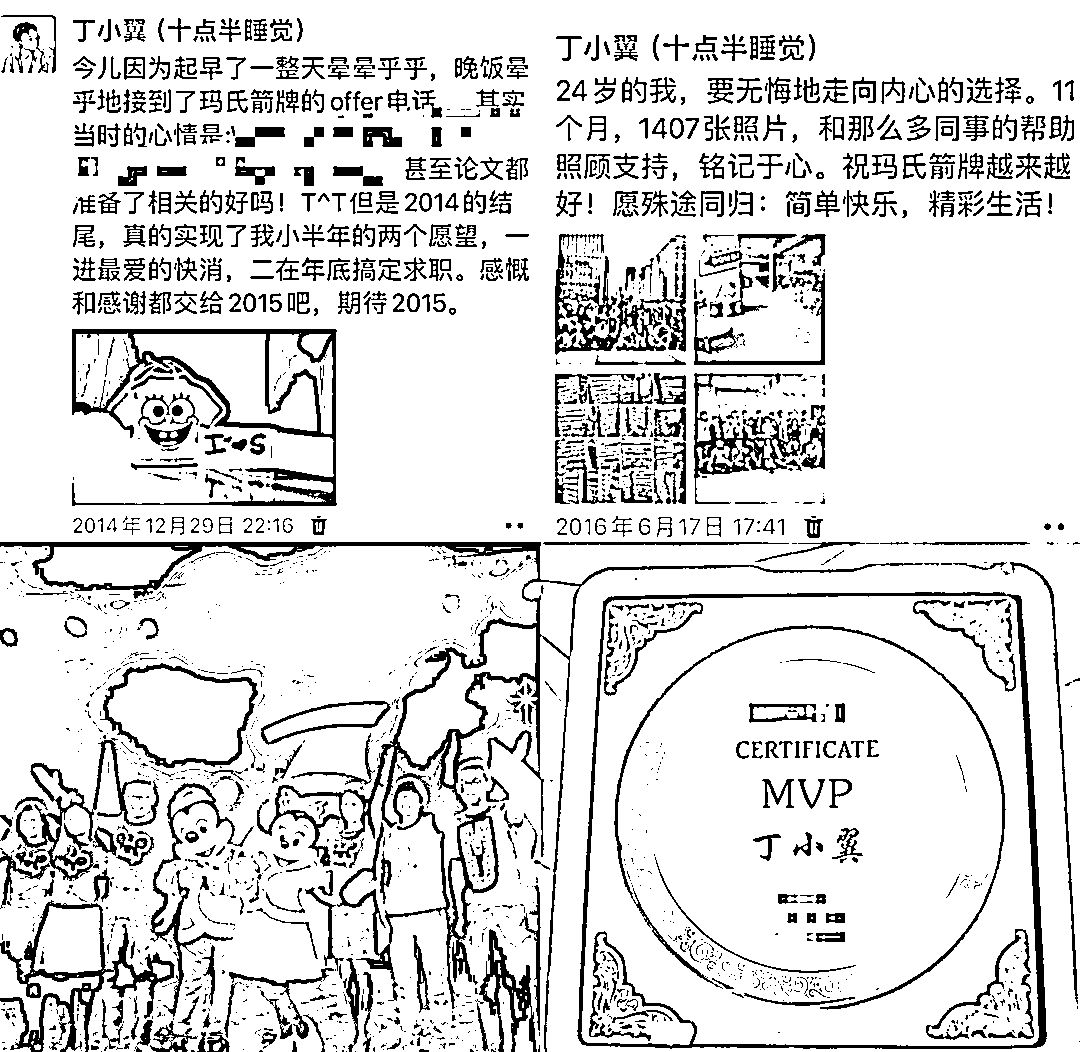 丁小翼（十点半睡觉）
今儿因为起早了一整天晕晕乎乎，晚饭晕
乎地接到了玛氏箭牌的offer电话 其实
当时的心情是:
甚至论文都
准备了相关的好吗！T^T但是2014的结
尾，真的实现了我小半年的两个愿望，一
进最爱的快消，二在年底搞定求职。感慨
和感谢都交给2015吧，期待2015。
I ❤ S
2014年12月29日 22:16
丁小翼（十点半睡觉）
24岁的我，要无悔地走向内心的选择。11
个月，1407张照片，和那么多同事的帮助
照顾支持，铭记于心。祝玛氏箭牌越来越
好！愿殊途同归：简单快乐，精彩生活！
2016年6月17日 17:41
CERTIFICATE
MVP
丁小翼